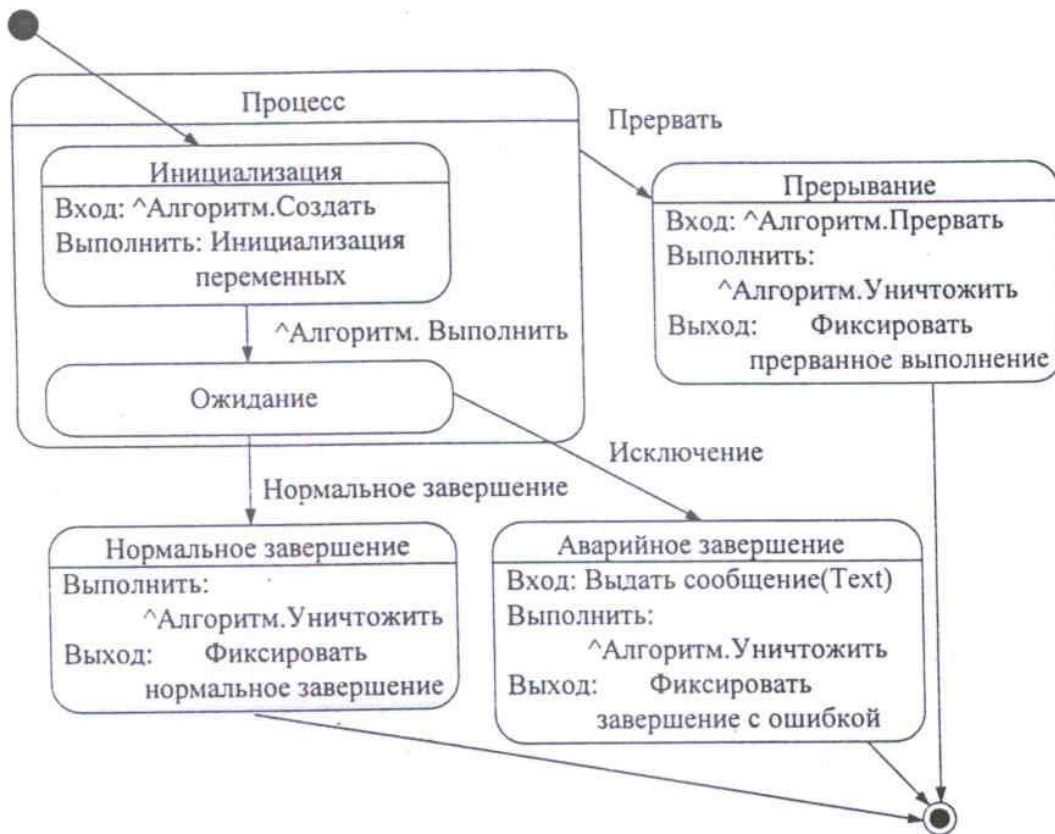 Процесс
Инициализация
Вход: ^Алгоритм.Создать
Выполнить: Инициализация
переменных
^Алгоритм. Выполнить
Ожидание
Прервать
Прерывание
Вход: ^Алгоритм.Прервать
Выполнить:
^Алгоритм.Уничтожить
Выход: Фиксировать
прерванное выполнение
Нормальное завершение
Исключение
Нормальное завершение
Выполнить:
^Алгоритм.Уничтожить
Выход: Фиксировать
нормальное завершение
Аварийное завершение
Вход: Выдать сообщение(Text)
Выполнить:
^Алгоритм.Уничтожить
Выход: Фиксировать
завершение с ошибкой